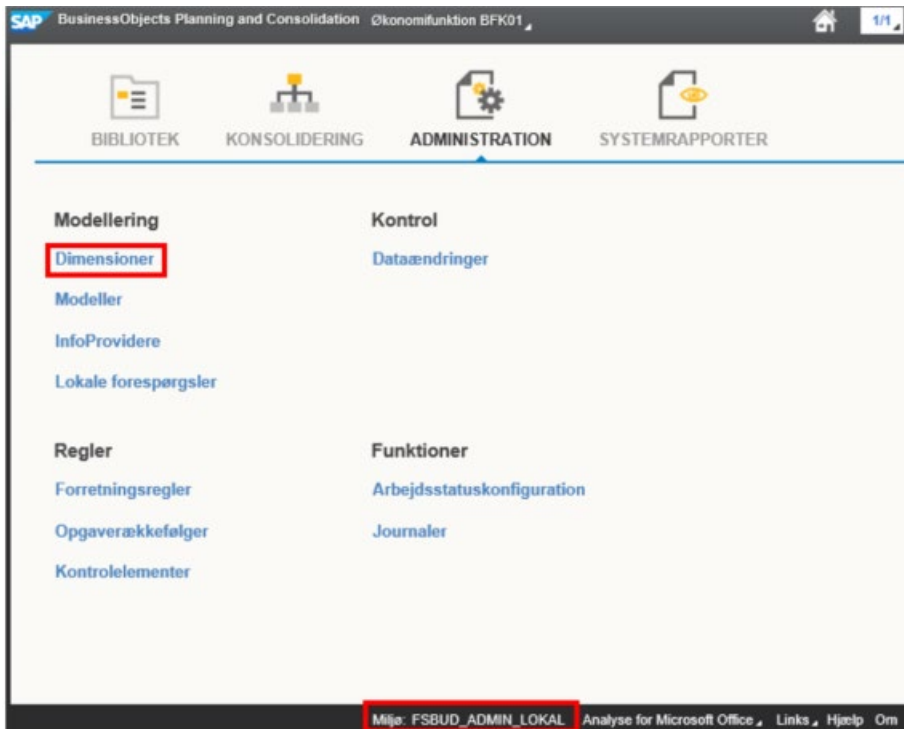 SAP BusinessObjects Planning and Consolidation Økonomifunktion BFK01 1/1
BIBLIOTEK KONSOLIDERING ADMINISTRATION SYSTEMRAPPORTER
Modellering
Dimensioner
Modeller
InfoProvidere
Lokale forespørgsler
Kontrol
Dataændringer
Regler
Forretningsregler
Opgaverækkefølger
Kontrolelementer
Funktioner
Arbejdsstatuskonfiguration
Journaler
Miljø: FSBUD_ADMIN_LOKAL Analyse for Microsoft Office Links Hjælp Om